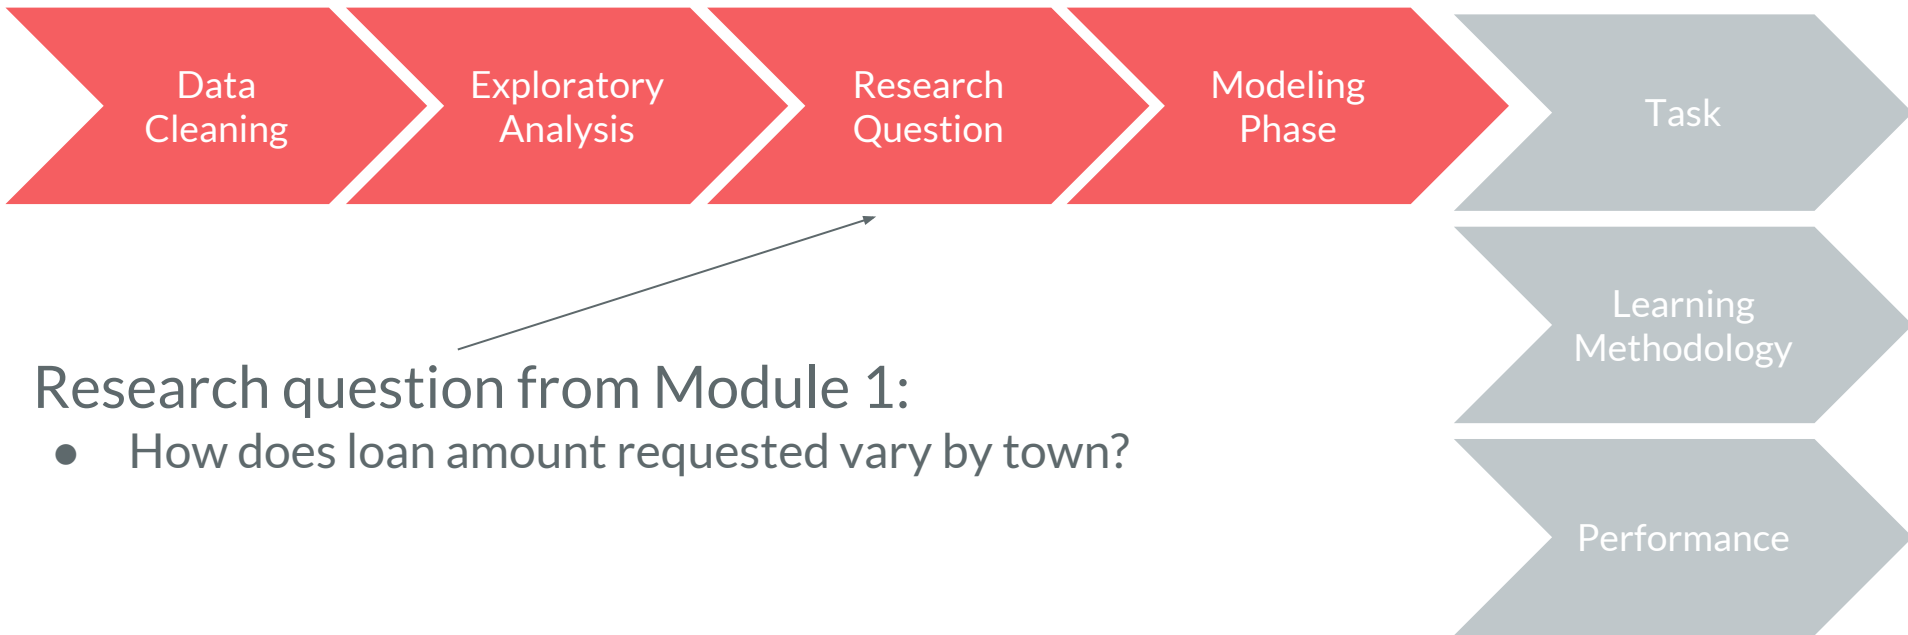 Data
Cleaning
Exploratory
Analysis
Research
Question
Modeling
Phase
Task
Learning
Methodology
Performance
Research question from Module 1:
● How does loan amount requested vary by town?